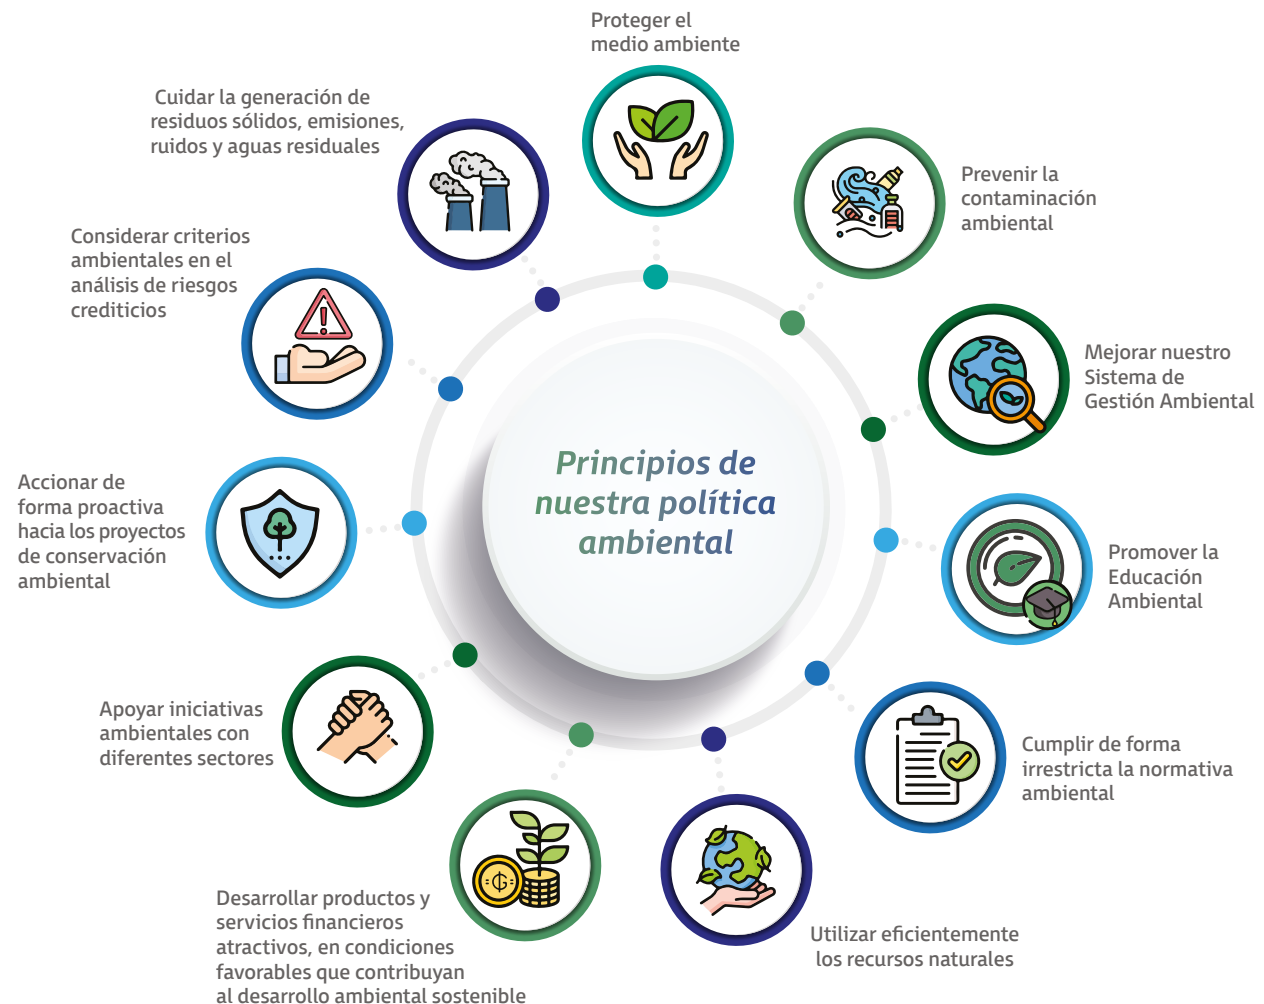 Proteger el
medio ambiente
Prevenir la
contaminación
ambiental
Mejorar nuestro
Sistema de
Gestión Ambiental
Promover la
Educación
Ambiental
Cumplir de forma
irrestricta la normativa
ambiental
Utilizar eficientemente
los recursos naturales
Desarrollar productos y
servicios financieros
atractivos, en condiciones
favorables que contribuyan
al desarrollo ambiental sostenible
Apoyar iniciativas
ambientales con
diferentes sectores
Accionar de
forma proactiva
hacia los proyectos
de conservación
ambiental
Considerar criterios
ambientales en el
análisis de riesgos
crediticios
Cuidar la generación de
residuos sólidos, emisiones,
ruidos y aguas residuales
Principios de
nuestra política
ambiental